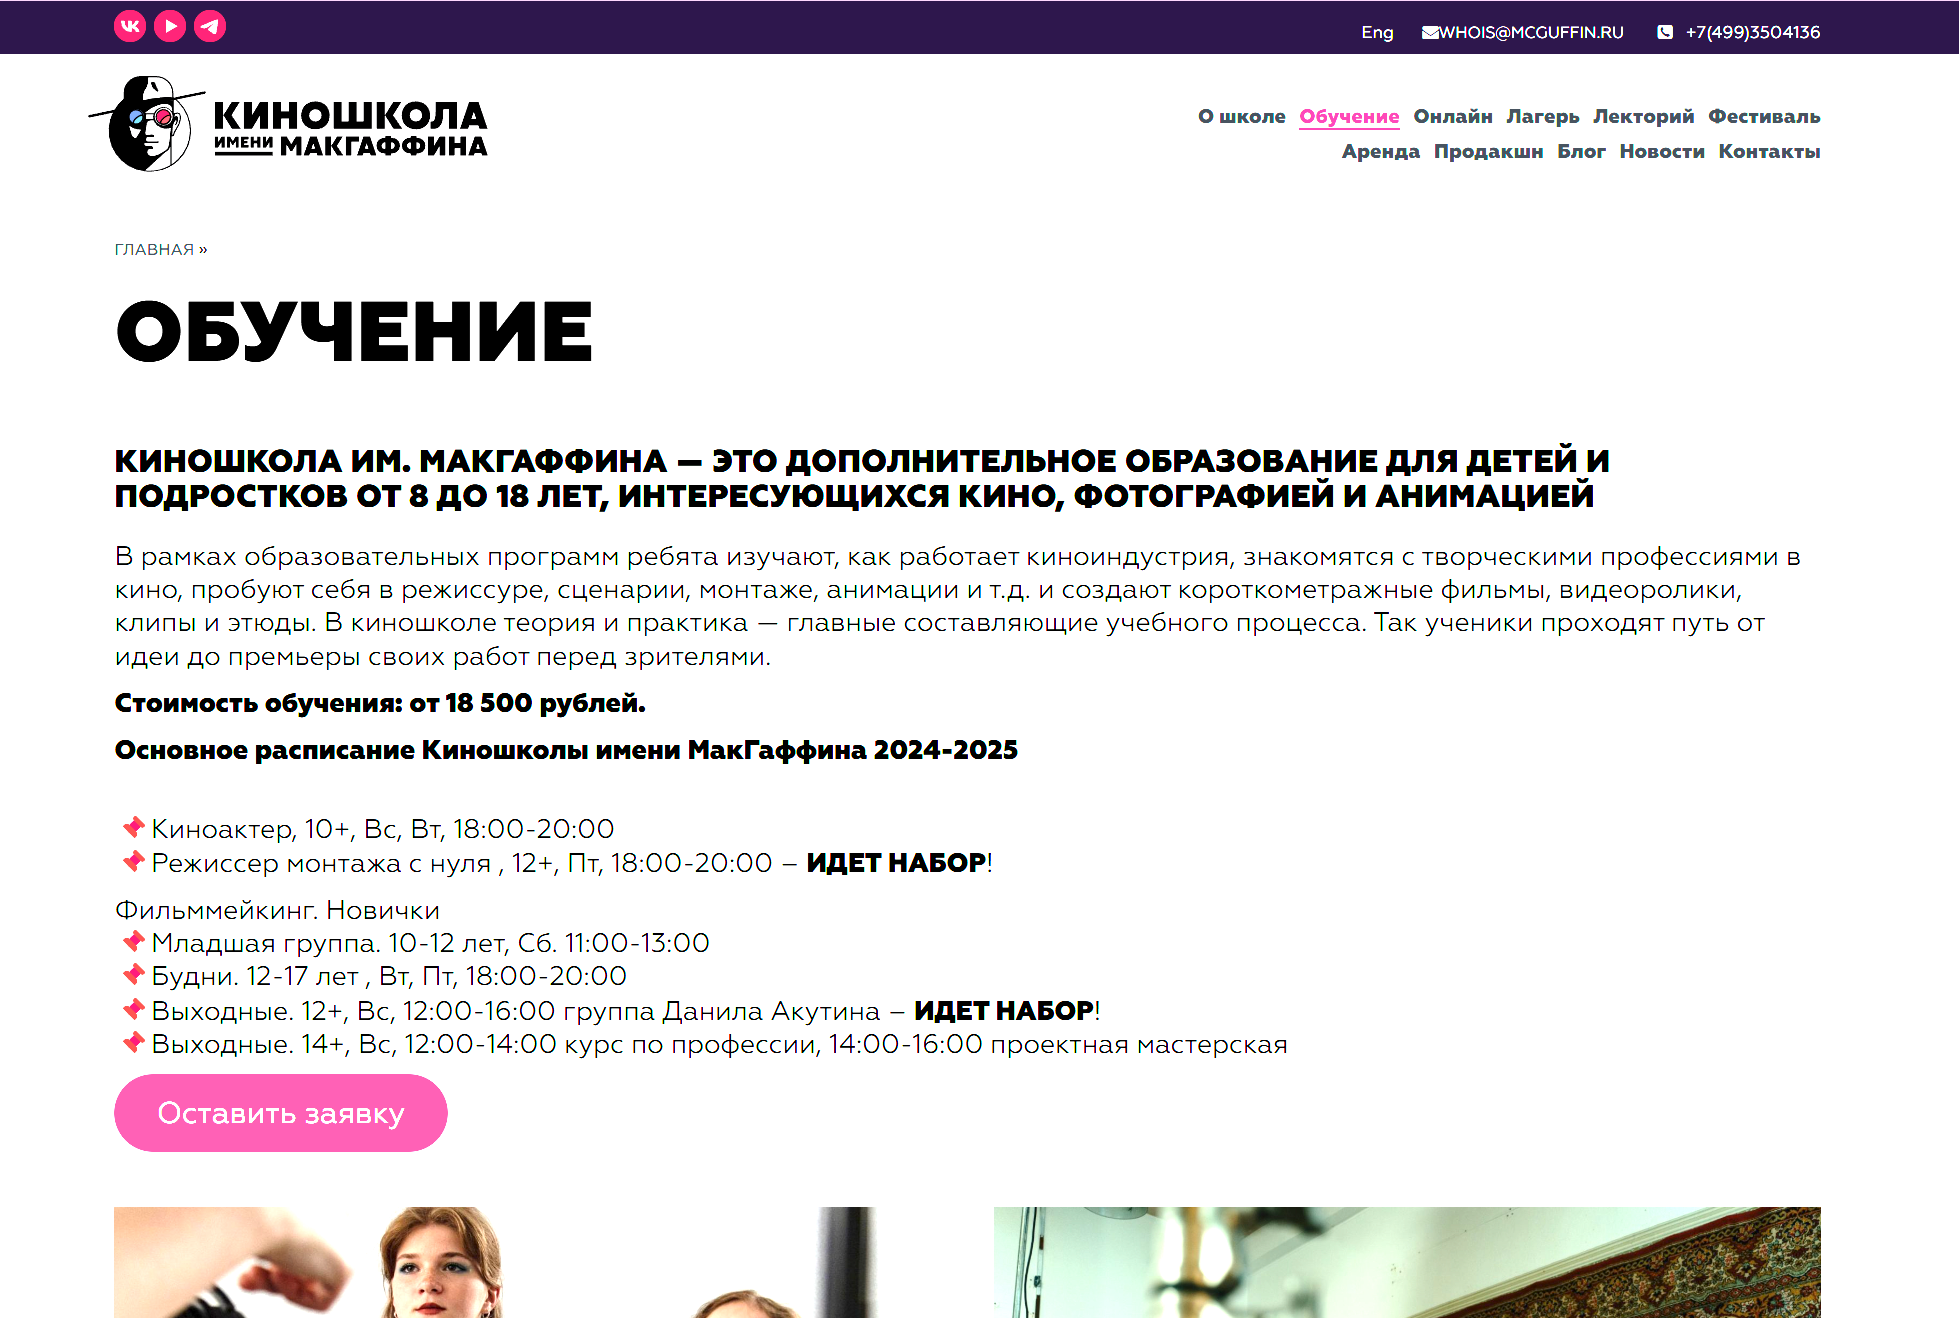 Eng WHOIS@MCGUFFIN.RU +7(499)3504136
КИНОШКОЛА
ИМЕНИ МАКГАФФИНА
О школе Обучение Онлайн Лагерь Лекторий Фестиваль
Аренда Продакшн Блог Новости Контакты
ГЛАВНАЯ »
ОБУЧЕНИЕ
КИНОШКОЛА ИМ. МАКГАФФИНА — ЭТО ДОПОЛНИТЕЛЬНОЕ ОБРАЗОВАНИЕ ДЛЯ ДЕТЕЙ И
ПОДРОСТКОВ ОТ 8 ДО 18 ЛЕТ, ИНТЕРЕСУЮЩИХСЯ КИНО, ФОТОГРАФИЕЙ И АНИМАЦИЕЙ
В рамках образовательных программ ребята изучают, как работает киноиндустрия, знакомятся с творческими профессиями в
кино, пробуют себя в режиссуре, сценарии, монтаже, анимации и т.д. и создают короткометражные фильмы, видеоролики,
клипы и этюды. В киношколе теория и практика — главные составляющие учебного процесса. Так ученики проходят путь от
идеи до премьеры своих работ перед зрителями.
Стоимость обучения: от 18 500 рублей.
Основное расписание Киношколы имени МакГаффина 2024-2025
Киноактер, 10+, Вс, Вт, 18:00-20:00
Режиссер монтажа с нуля , 12+, Пт, 18:00-20:00 – ИДЕТ НАБОР!
Фильммейкинг. Новички
Младшая группа. 10-12 лет, Сб. 11:00-13:00
Будни. 12-17 лет , Вт, Пт, 18:00-20:00
Выходные. 12+, Вс, 12:00-16:00 группа Данила Акутина – ИДЕТ НАБОР!
Выходные. 14+, Вс, 12:00-14:00 курс по профессии, 14:00-16:00 проектная мастерская
Оставить заявку